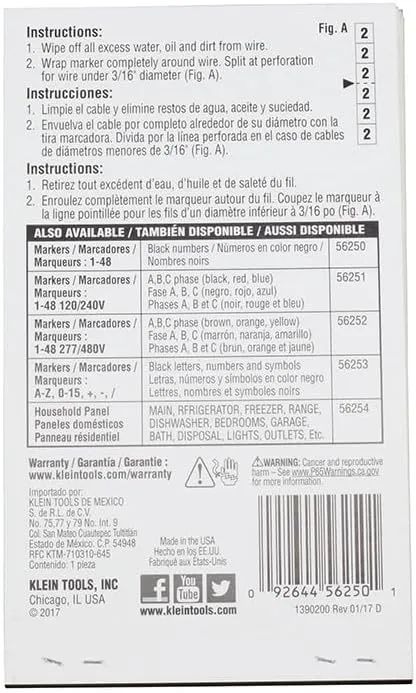 Instructions:
1. Wipe off all excess water, oil and dirt from wire.
2. Wrap marker completely around wire. Split at perforation
for wire under 3/16" diameter (Fig. A).
Fig. A
2
2
2
2
2
2
Instrucciones:
1. Limpie el cable y elimine restos de agua, aceite y suciedad.
2. Envuelva el cable por completo alrededor de su diámetro con la
tira marcadora. Divida por la línea perforada en el caso de cables
de diámetros menores de 3/16" (Fig. A).
Instructions:
1. Retirez tout excédent d'eau, d'huile et de saleté du fil.
2. Enroulez complètement le marqueur autour du fil. Coupez le marqueur à
la ligne pointillée pour les fils d'un diamètre inférieur à 3/16 po (Fig. A).
ALSO AVAILABLE / TAMBIÉN DISPONIBLE / AUSSI DISPONIBLE
Markers / Marcadores /
Marqueurs : 1-48
Black numbers / Números en color negro /
Nombres noirs
56250
Markers / Marcadores /
Marqueurs :
1-48 120/240V
A,B,C phase (black, red, blue)
Fase A, B, C (negro, rojo, azul)
Phases A, B et C (noir, rouge et bleu)
56251
Markers / Marcadores /
Marqueurs :
1-48 277/480V
A,B,C phase (brown, orange, yellow)
Fase A, B, C (marrón, naranja, amarillo)
Phases A, B et C (brun, orange et jaune)
56252
Markers / Marcadores /
Marqueurs :
A-Z, 0-15, +, -, /
Black letters, numbers and symbols
Letras, números y símbolos en color negro
Lettres, nombres et symboles noirs
56253
Household Panel
Paneles domésticos
Panneau résidentiel
MAIN, RFRIGERATOR, FREEZER, RANGE,
DISHWASHER, BEDROOMS, GARAGE,
BATH, DISPOSAL, LIGHTS, OUTLETS, Etc.
56254
Warranty / Garantía / Garantie :
www.kleintools.com/warranty
WARNING: Cancer and reproductive
harm – See www.P65Warnings.ca.gov
for more information.
Importado por:
KLEIN TOOLS DE MEXICO
S. de R.L. de C.V.
No. 75,77 y 79 No. Int. 9
Col. San Mateo Cuautepec Tultitlán
Estado de México. C.P. 54948
RFC KTM-710310-645
Contenido: 1 pieza
Made in the USA
Hecho en los EE.UU.
Fabriqué aux États-Unis
KLEIN TOOLS, INC
Chicago, IL USA
© 2017
f
You
Tube
www.kleintools.com
0 92644 56250 1
1390200 Rev 01/17 D